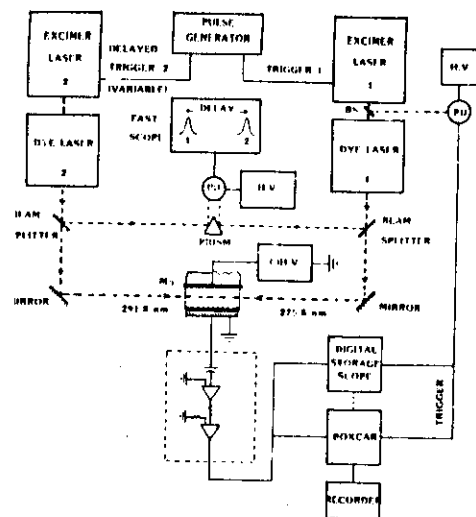 EXCIMER
LASER
2
DELAYED
TRIGGER 2
(VARIABLE)
PULSE
GENERATOR
TRIGGER 1
EXCIMER
LASER
1
H.V
BS
PD
DYE LASER
2
FAST
SCOPE
DELAY
1 2
PD
H.V
DYE LASER
1
BEAM
SPLITTER
PRISM
BEAM
SPLITTER
MIRROR
291.8 nm
MIRROR
DIGITAL
STORAGE
SCOPE
TRIGGER
BOXCAR
RECORDER